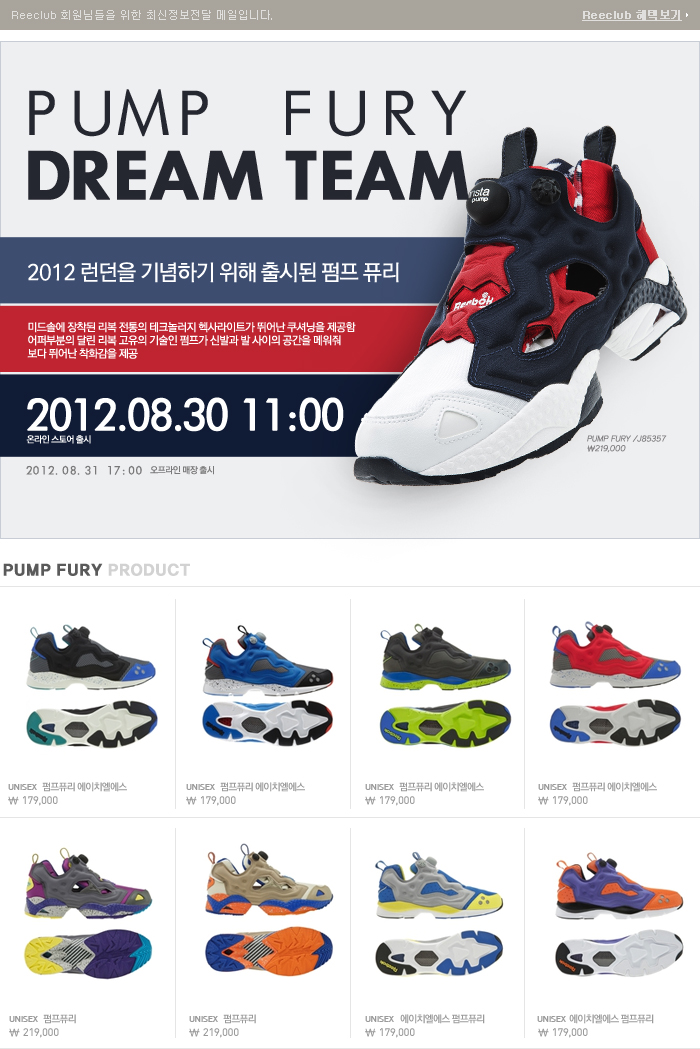 Reeclub 회원님들을 위한 최신정보전달 메일입니다.
Reeclub 혜택보기
PUMP FURY
DREAM TEAM
2012 런던을 기념하기 위해 출시된 펌프 퓨리
미드솔에 장착된 리복 전통의 테크놀러지 헥사라이트가 뛰어난 쿠셔닝을 제공함
어퍼부분의 달린 리복 고유의 기술인 펌프가 신발과 발 사이의 공간을 메워줘
보다 뛰어난 착화감을 제공
2012.08.30 11:00
온라인 스토어 출시
2012. 08. 31 17:00 오프라인 매장 출시
pump
Reebok
PUMP FURY /J85357
₩219,000
PUMP FURY PRODUCT
UNISEX 펌프퓨리 에이치엘에스
₩ 179,000
UNISEX 펌프퓨리 에이치엘에스
₩ 179,000
UNISEX 펌프퓨리 에이치엘에스
₩ 179,000
UNISEX 펌프퓨리 에이치엘에스
₩ 179,000
UNISEX 펌프퓨리
₩ 219,000
UNISEX 펌프퓨리
₩ 219,000
UNISEX 에이치엘에스 펌프퓨리
₩ 179,000
UNISEX 에이치엘에스 펌프퓨리
₩ 179,000